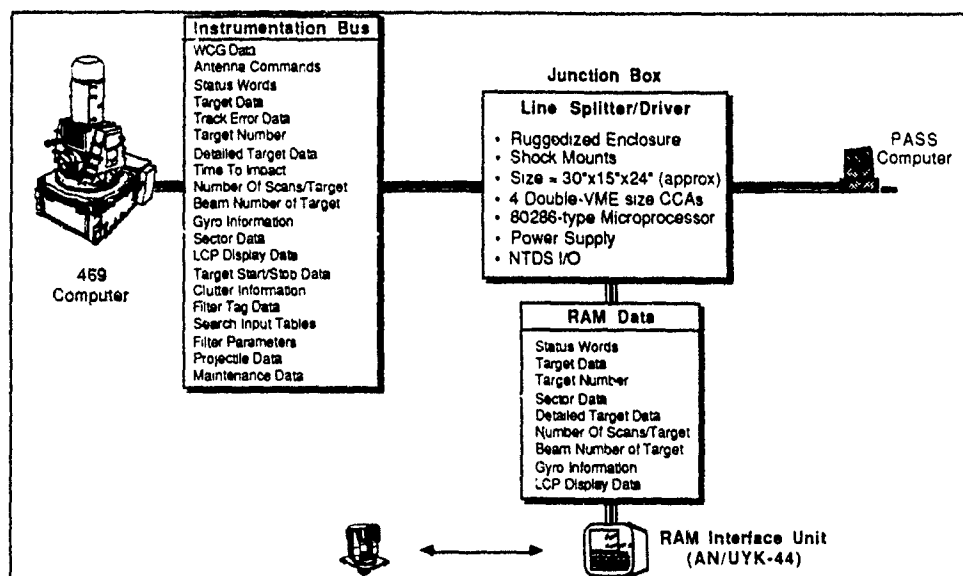 Instrumentation Bus
WCG Data
Antenna Commands
Status Words
Target Data
Track Error Data
Target Number
Detailed Target Data
Time To Impact
Number Of Scans/Target
Beam Number of Target
Gyro Information
Sector Data
LCP Display Data
Target Start/Stop Data
Clutter Information
Filter Tag Data
Search Input Tables
Filter Parameters
Projectile Data
Maintenance Data
469
Computer
Junction Box
Line Splitter/Driver
• Ruggedized Enclosure
• Shock Mounts
• Size = 30"x15"x24" (approx)
• 4 Double-VME size CCAs
• 80286-type Microprocessor
• Power Supply
• NTDS I/O
PASS
Computer
RAM Data
Status Words
Target Data
Target Number
Sector Data
Detailed Target Data
Number Of Scans/Target
Beam Number of Target
Gyro Information
LCP Display Data
RAM Interface Unit
(AN/UYK-44)